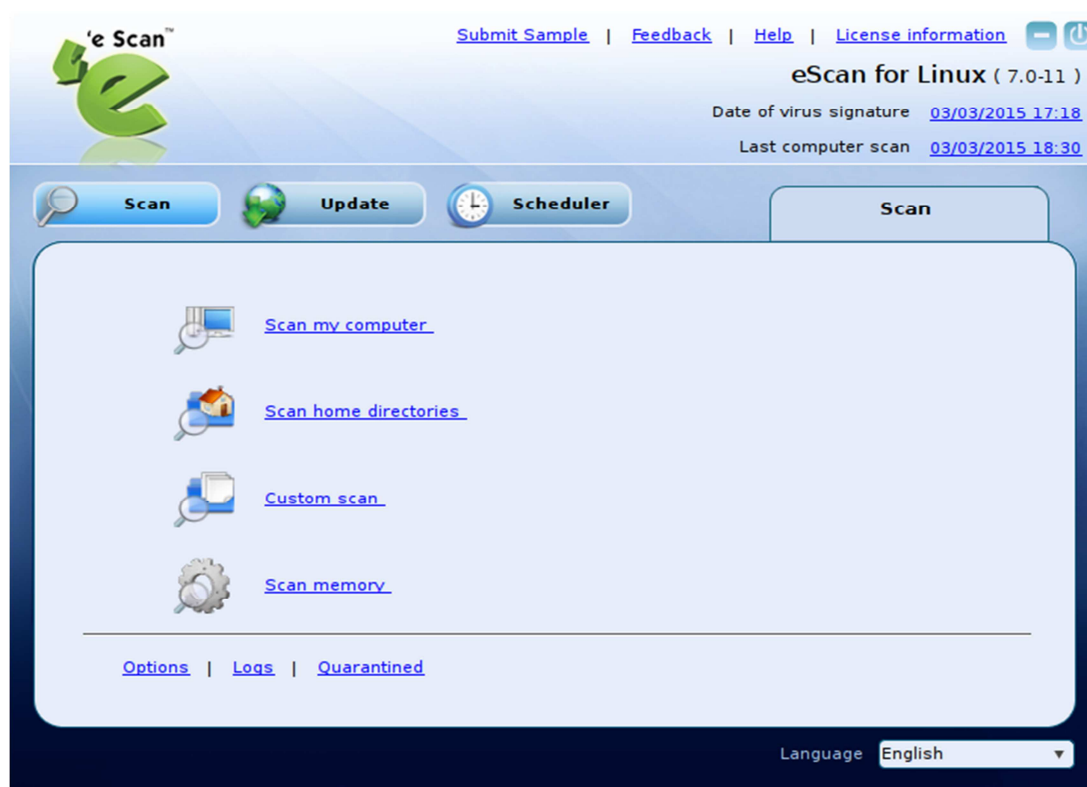 'e Scan™
Submit Sample | Feedback | Help | License information
eScan for Linux ( 7.0-11 )
Date of virus signature 03/03/2015 17:18
Last computer scan 03/03/2015 18:30
Scan Update Scheduler Scan
Scan my computer
Scan home directories
Custom scan
Scan memory
Options | Logs | Quarantined
Language English